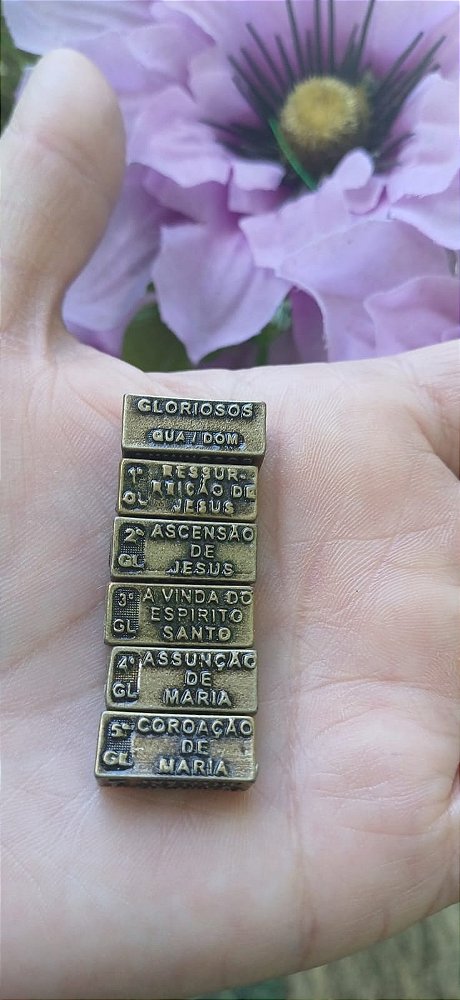 GLORIOSOS
QUA / DOM
1º GL
RESSUR-
REIÇÃO DE
JESUS
2º GL
ASCENSÃO
DE
JESUS
3º GL
A VINDA DO
ESPIRITO
SANTO
4º GL
ASSUNÇÃO
DE
MARIA
5º GL
COROAÇÃO
DE
MARIA